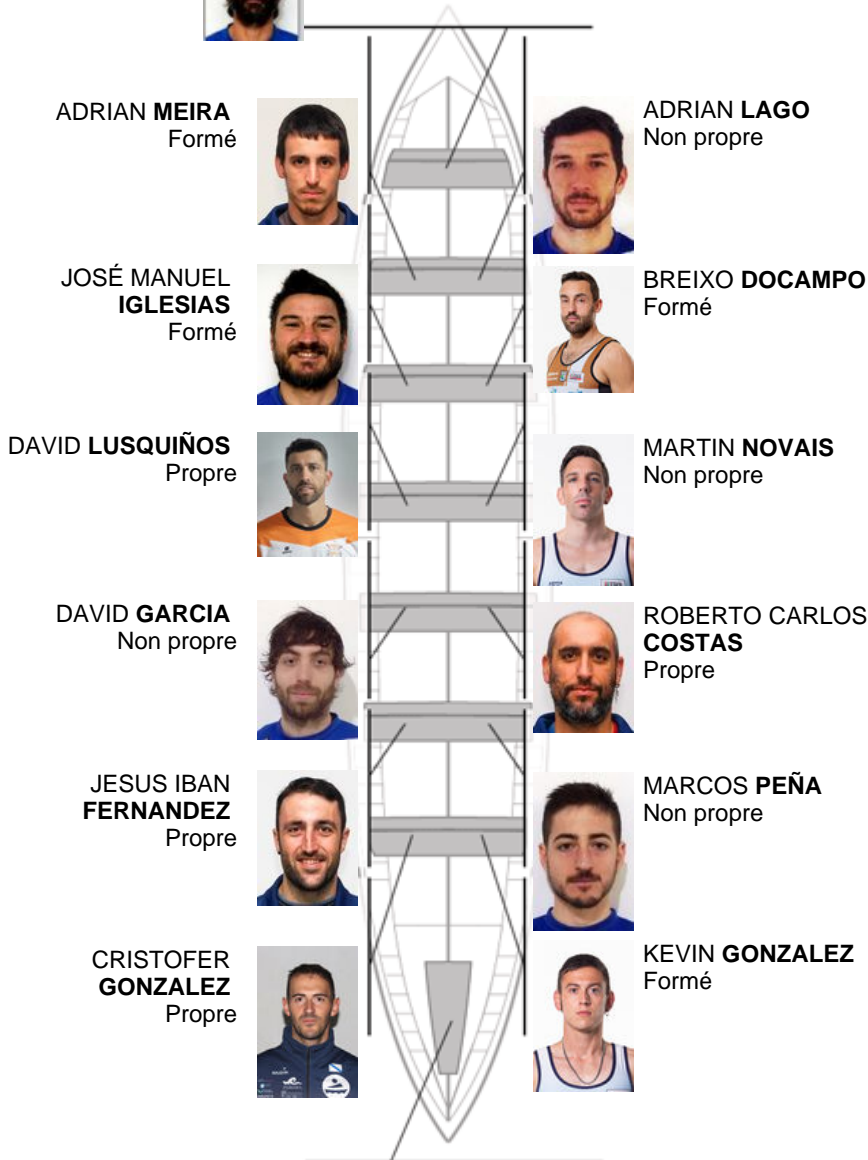 ADRIAN MEIRA
Formé
ADRIAN LAGO
Non propre
JOSÉ MANUEL
IGLESIAS
Formé
BREIXO DOCAMPO
Formé
DAVID LUSQUIÑOS
Propre
MARTIN NOVAIS
Non propre
DAVID GARCIA
Non propre
ROBERTO CARLOS
COSTAS
Propre
JESUS IBAN
FERNANDEZ
Propre
MARCOS PEÑA
Non propre
CRISTOFER
GONZALEZ
Propre
KEVIN GONZALEZ
Formé